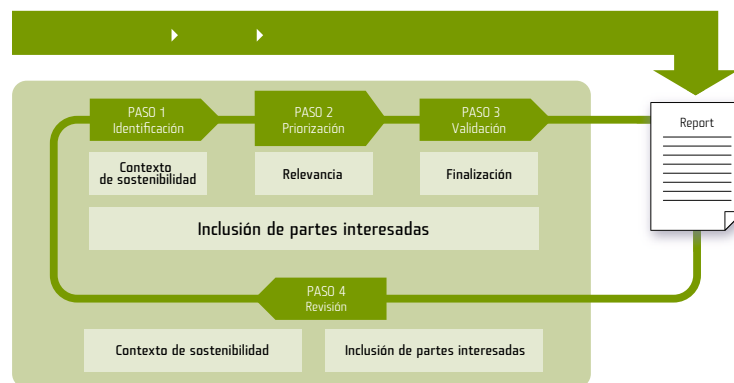 PASO 1
Identificación
PASO 2
Priorización
PASO 3
Validación
Report
Contexto
de sostenibilidad
Relevancia
Finalización
Inclusión de partes interesadas
PASO 4
Revisión
Contexto de sostenibilidad
Inclusión de partes interesadas